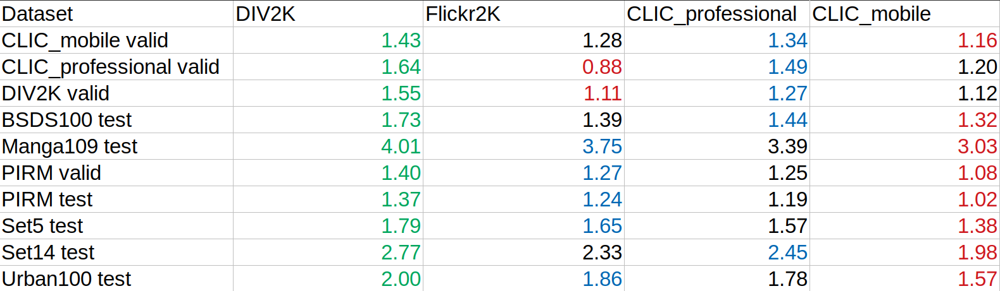 Dataset DIV2K Flickr2K CLIC_professional CLIC_mobile
CLIC_mobile valid 1.43 1.28 1.34 1.16
CLIC_professional valid 1.64 0.88 1.49 1.20
DIV2K valid 1.55 1.11 1.27 1.12
BSDS100 test 1.73 1.39 1.44 1.32
Manga109 test 4.01 3.75 3.39 3.03
PIRM valid 1.40 1.27 1.25 1.08
PIRM test 1.37 1.24 1.19 1.02
Set5 test 1.79 1.65 1.57 1.38
Set14 test 2.77 2.33 2.45 1.98
Urban100 test 2.00 1.86 1.78 1.57